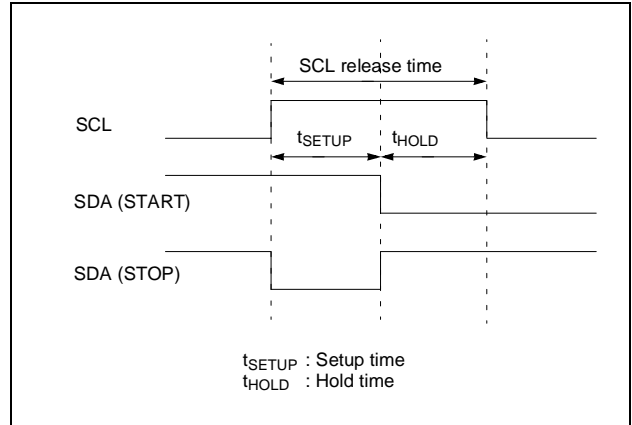 SCL release time
SCL
tSETUP
tHOLD
SDA (START)
SDA (STOP)
tSETUP : Setup time
tHOLD : Hold time